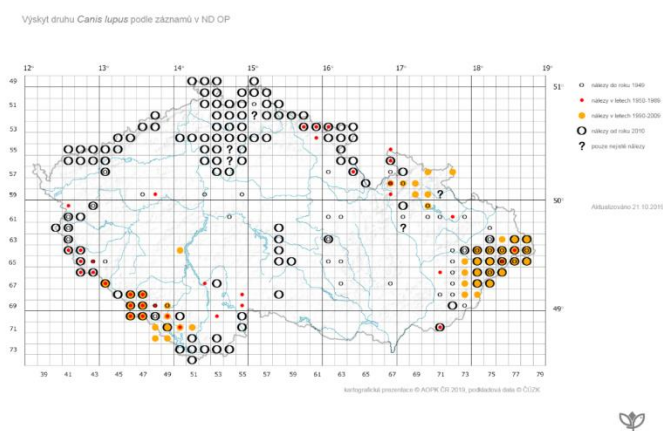 Výskyt druhu Canis lupus podle záznamů v ND OP
12° 13° 14° 15° 16° 17° 18° 19°
49
51
53
55
57
59
61
63
65
67
69
71
73
51°
50°
49°
39 41 43 45 47 49 51 53 55 61 63 65 67 69 71 73 75 77 79
nálezy do roku 1949
nálezy v letech 1950-1989
nálezy v letech 1990-2009
nálezy od roku 2010
? pouze nejisté nálezy
Aktualizováno 21.10.2019
kartografická prezentace © AOPK ČR 2019, podkladová data © ČÚZK